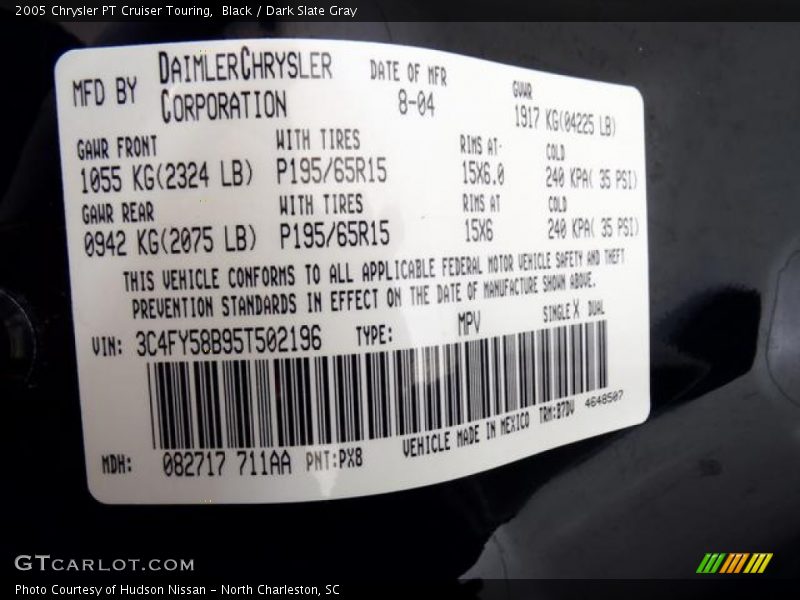 2005 Chrysler PT Cruiser Touring, Black / Dark Slate Gray
MFD BY DAIMLERCHRYSLER CORPORATION DATE OF MFR 8-04 GVWR 1917 KG(04225 LB)
GAWR FRONT WITH TIRES RIMS AT COLD
1055 KG(2324 LB) P195/65R15 15X6.0 240 KPA( 35 PSI)
GAWR REAR WITH TIRES RIMS AT COLD
0942 KG(2075 LB) P195/65R15 15X6 240 KPA( 35 PSI)
THIS VEHICLE CONFORMS TO ALL APPLICABLE FEDERAL MOTOR VEHICLE SAFETY AND THEFT
PREVENTION STANDARDS IN EFFECT ON THE DATE OF MANUFACTURE SHOWN ABOVE.
VIN: 3C4FY58B95T502196 TYPE: MPV SINGLE X DUAL
MDH: 082717 711AA PNT:PX8 VEHICLE MADE IN MEXICO TRM:B7DV 4648507
GTCARLOT.COM
Photo Courtesy of Hudson Nissan – North Charleston, SC